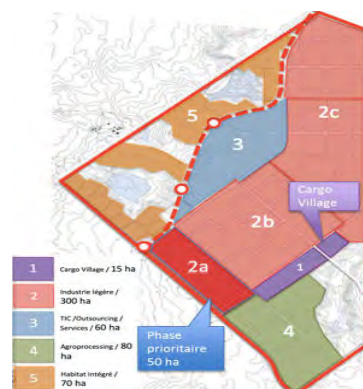 5
2c
3
Cargo
Village
2b
2a
1
4
Phase
prioritaire
50 ha
1 Cargo Village / 15 ha
2 Industrie légère /
300 ha
3 TIC /Outsourcing /
Services / 60 ha
4 Agroprocessing / 80
ha
5 Habitat Intégré /
70 ha